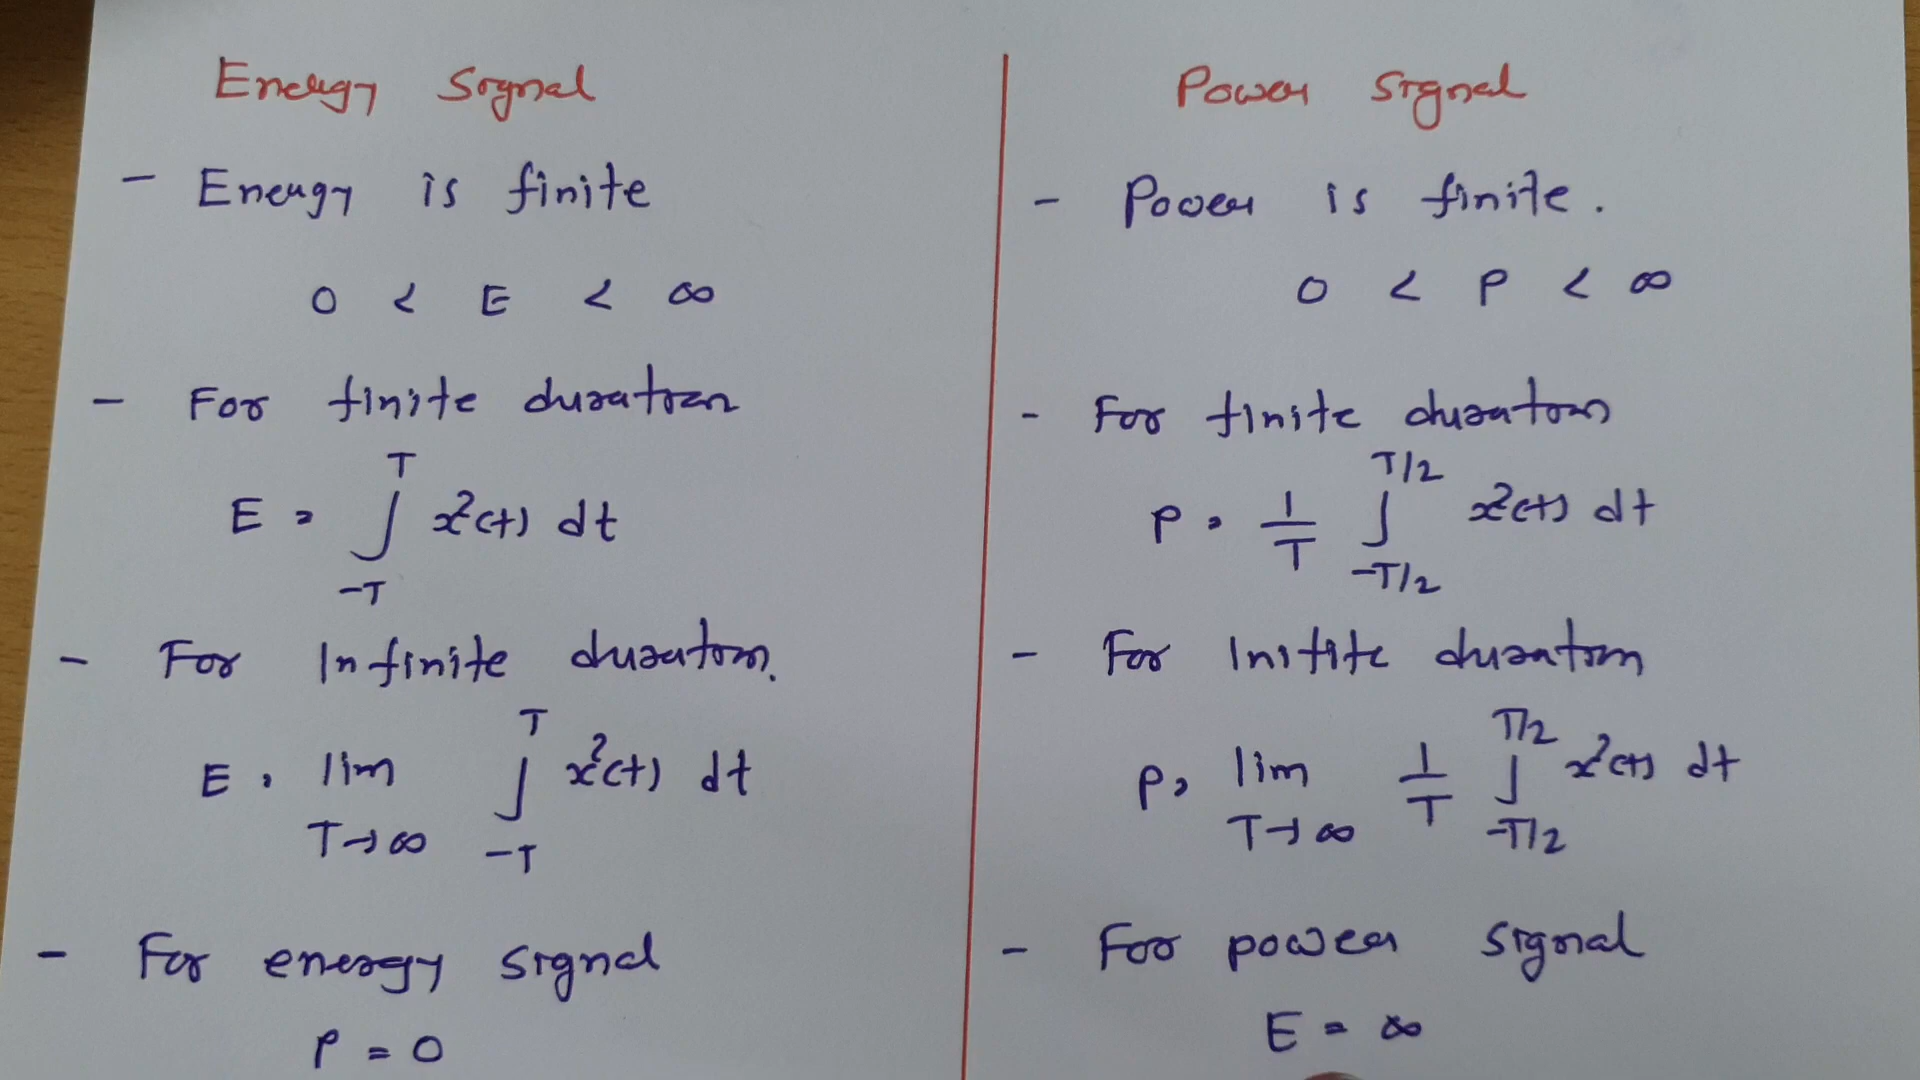 Energy Signal
- Energy is finite
0 < E < ∞
- For finite duration
E = ∫_{-T}^{T} x²(t) dt
- For Infinite duration.
E = lim_{T→∞} ∫_{-T}^{T} x²(t) dt
- For energy signal
P = 0
Power Signal
- Power is finite.
0 < P < ∞
- For finite duration
P = 1/T ∫_{-T/2}^{T/2} x²(t) dt
- For Initite duration
P = lim_{T→∞} 1/T ∫_{-T/2}^{T/2} x²(t) dt
- For power signal
E = ∞